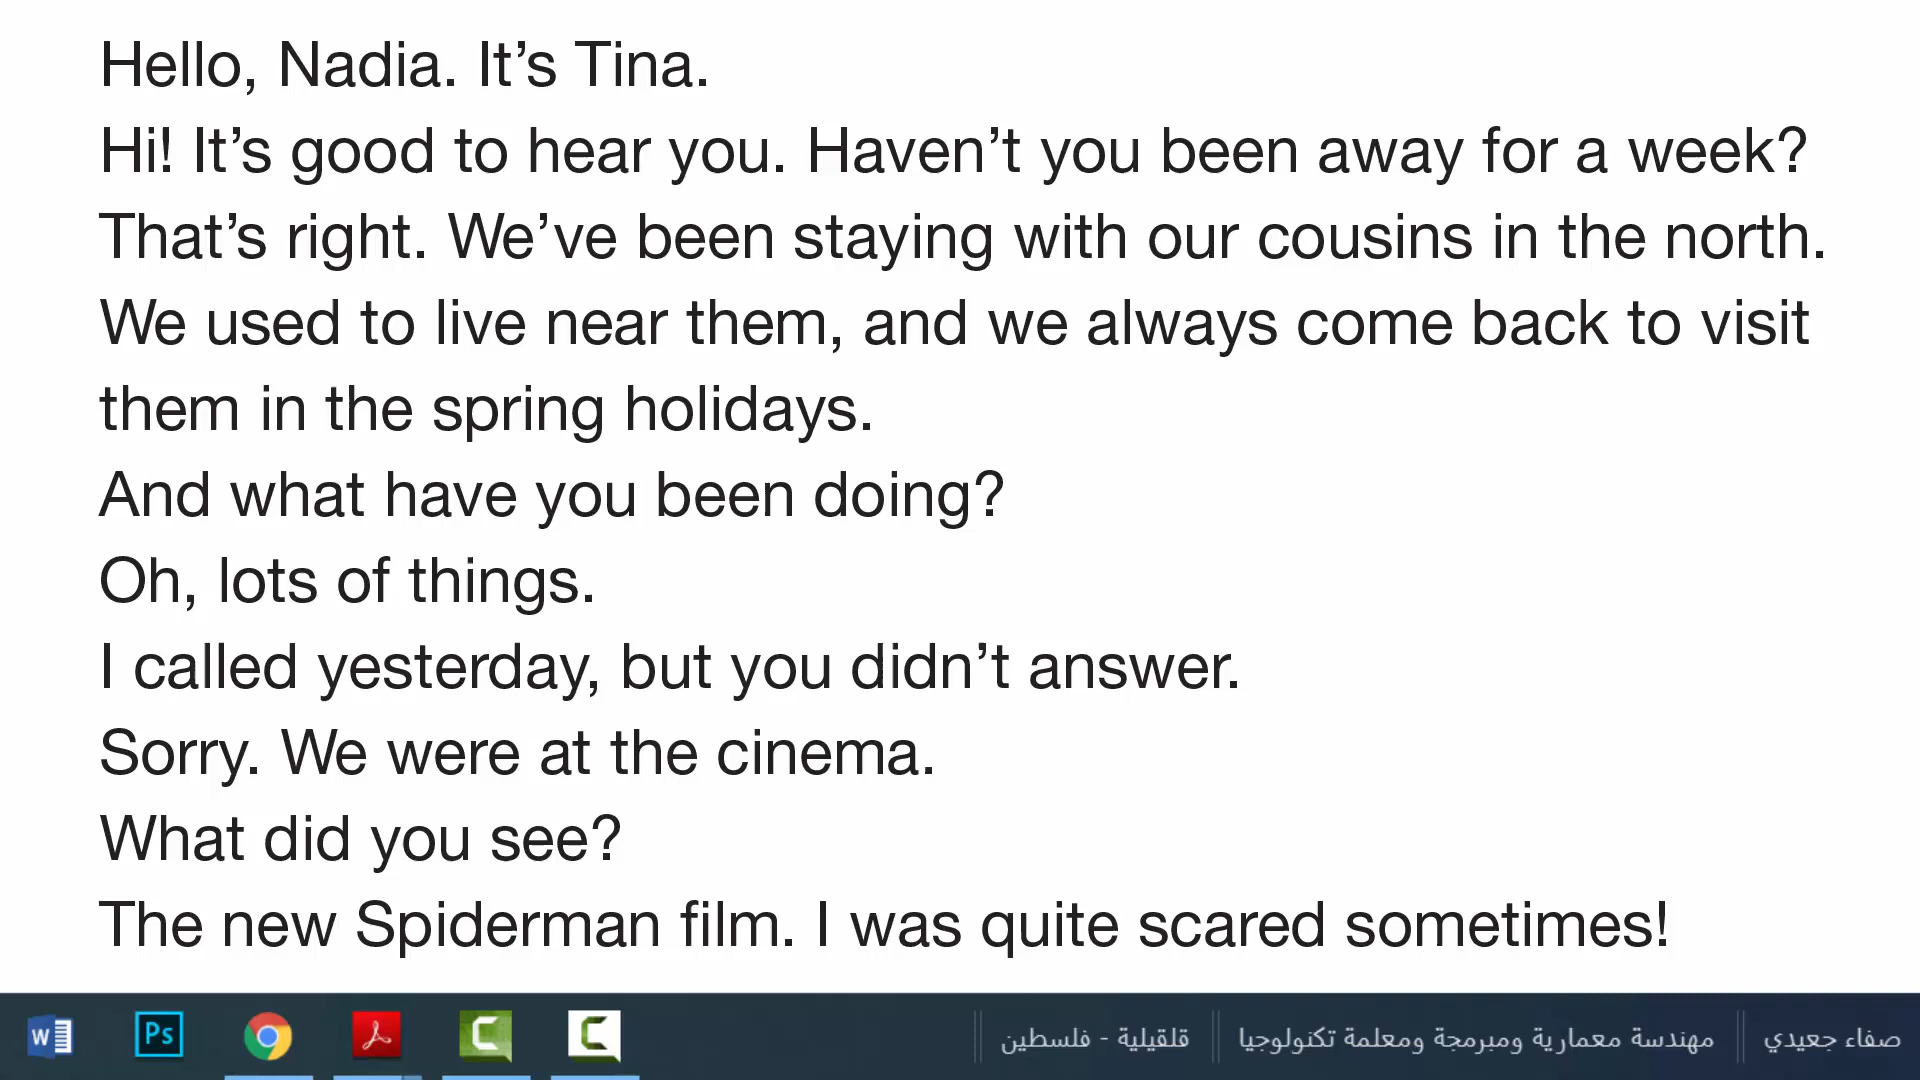 Hello, Nadia. It’s Tina.
Hi! It’s good to hear you. Haven’t you been away for a week?
That’s right. We’ve been staying with our cousins in the north.
We used to live near them, and we always come back to visit
them in the spring holidays.
And what have you been doing?
Oh, lots of things.
I called yesterday, but you didn’t answer.
Sorry. We were at the cinema.
What did you see?
The new Spiderman film. I was quite scared sometimes!
W
Ps
صفاء جعيدي
مهندسة معمارية ومبرمجة ومعلمة تكنولوجيا
قلقيلية - فلسطين